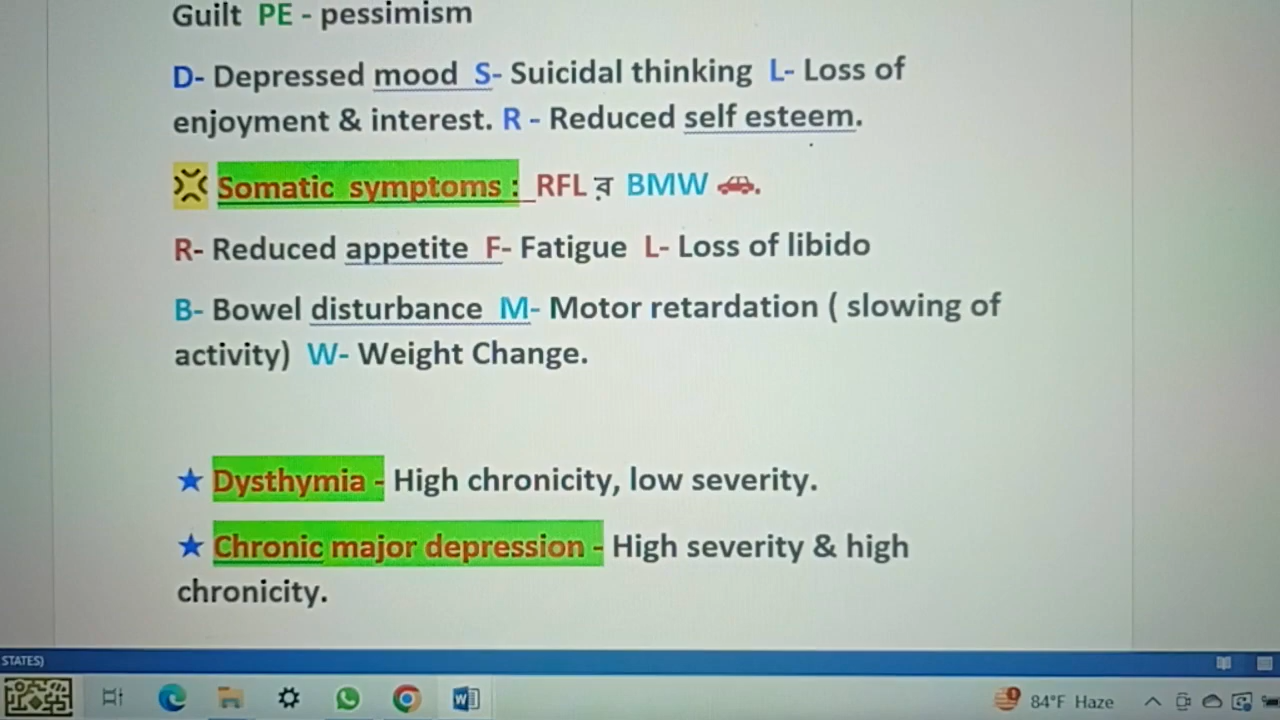 Guilt PE - pessimism
D- Depressed mood S- Suicidal thinking L- Loss of
enjoyment & interest. R - Reduced self esteem.
Somatic symptoms : RFL র BMW 🚗.
R- Reduced appetite F- Fatigue L- Loss of libido
B- Bowel disturbance M- Motor retardation ( slowing of
activity) W- Weight Change.
★ Dysthymia - High chronicity, low severity.
★ Chronic major depression - High severity & high
chronicity.
STATES)
84°F Haze